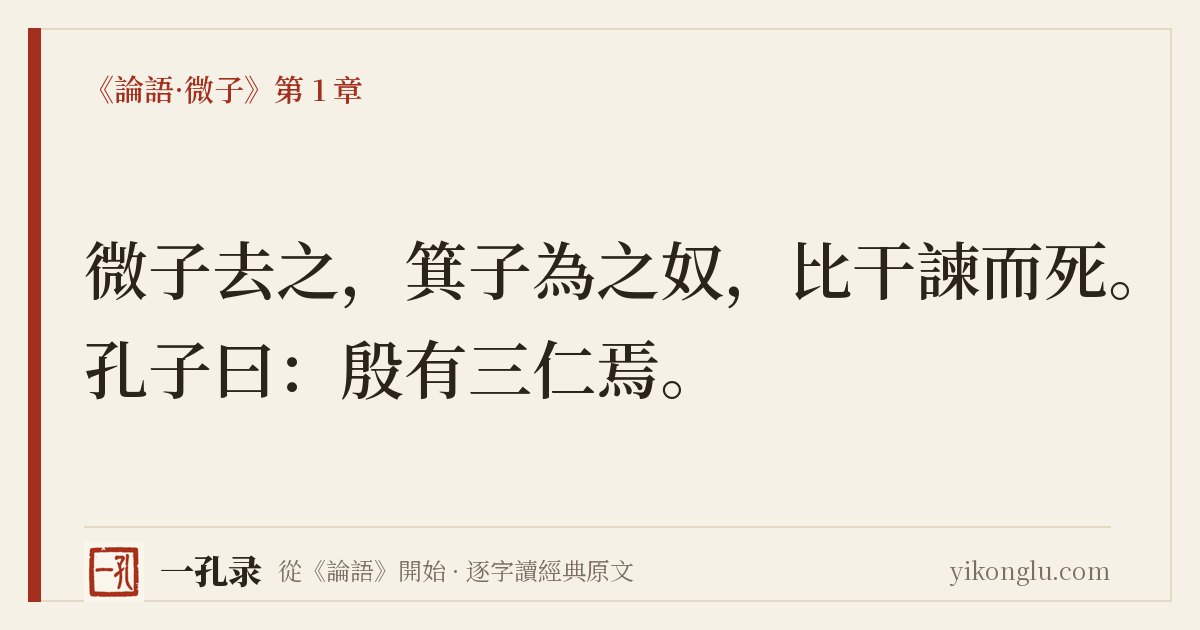 《論語·微子》第 1 章
微子去之，箕子為之奴，比干諫而死。
孔子曰：殷有三仁焉。
一孔
一孔录 從《論語》開始 · 逐字讀經典原文 yikonglu.com